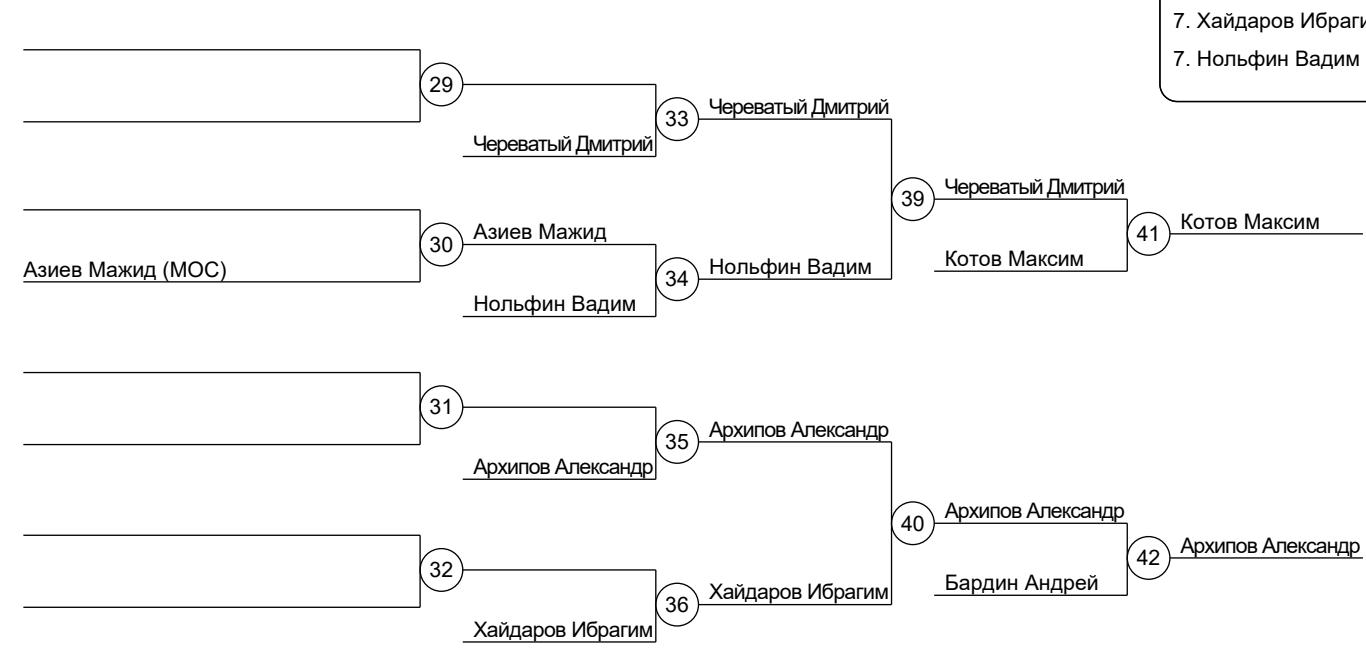 7. Хайдаров Ибраги
7. Нольфин Вадим
29
33
Череватый Дмитрий
Череватый Дмитрий
39
Череватый Дмитрий
41
Котов Максим
30
Азиев Мажид
Азиев Мажид (МОС)
34
Нольфин Вадим
Котов Максим
Нольфин Вадим
31
35
Архипов Александр
Архипов Александр
40
Архипов Александр
42
Архипов Александр
32
Бардин Андрей
36
Хайдаров Ибрагим
Хайдаров Ибрагим